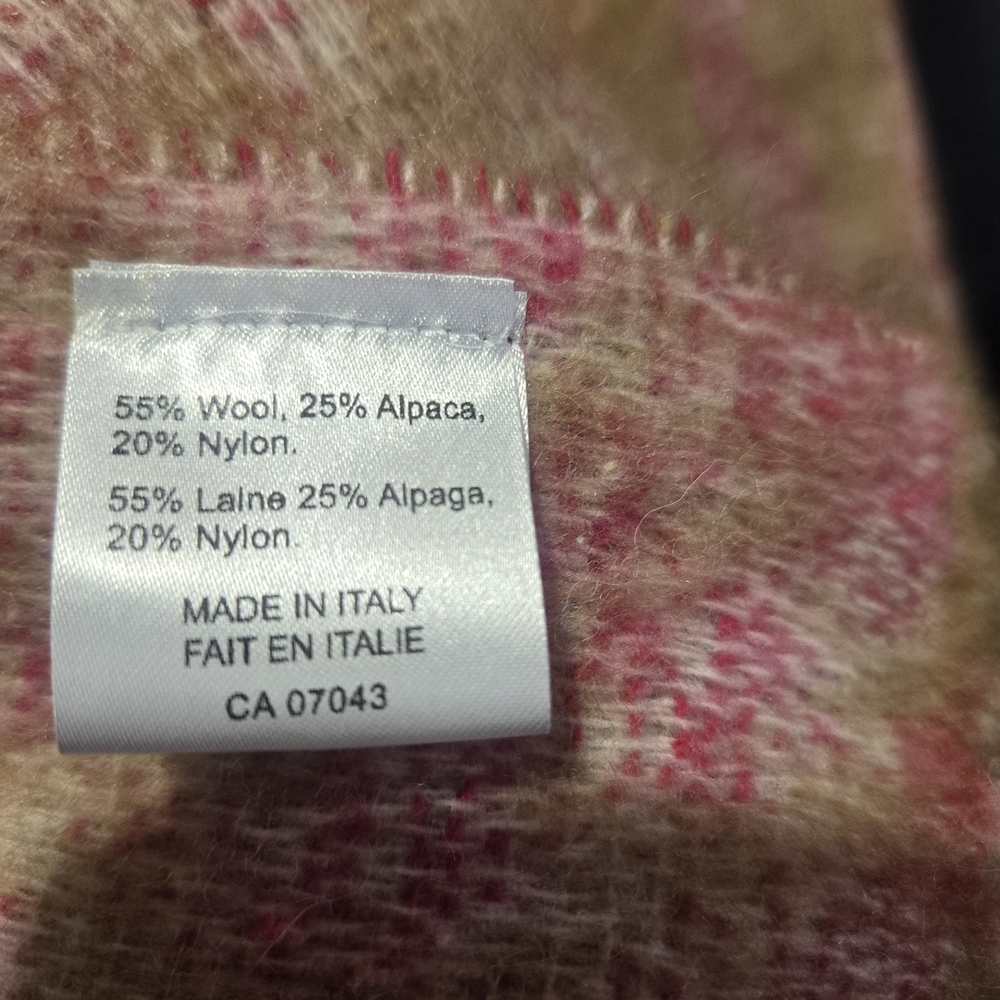 55% Wool, 25% Alpaca,
20% Nylon.
55% Laine 25% Alpaga,
20% Nylon.
MADE IN ITALY
FAIT EN ITALIE
CA 07043